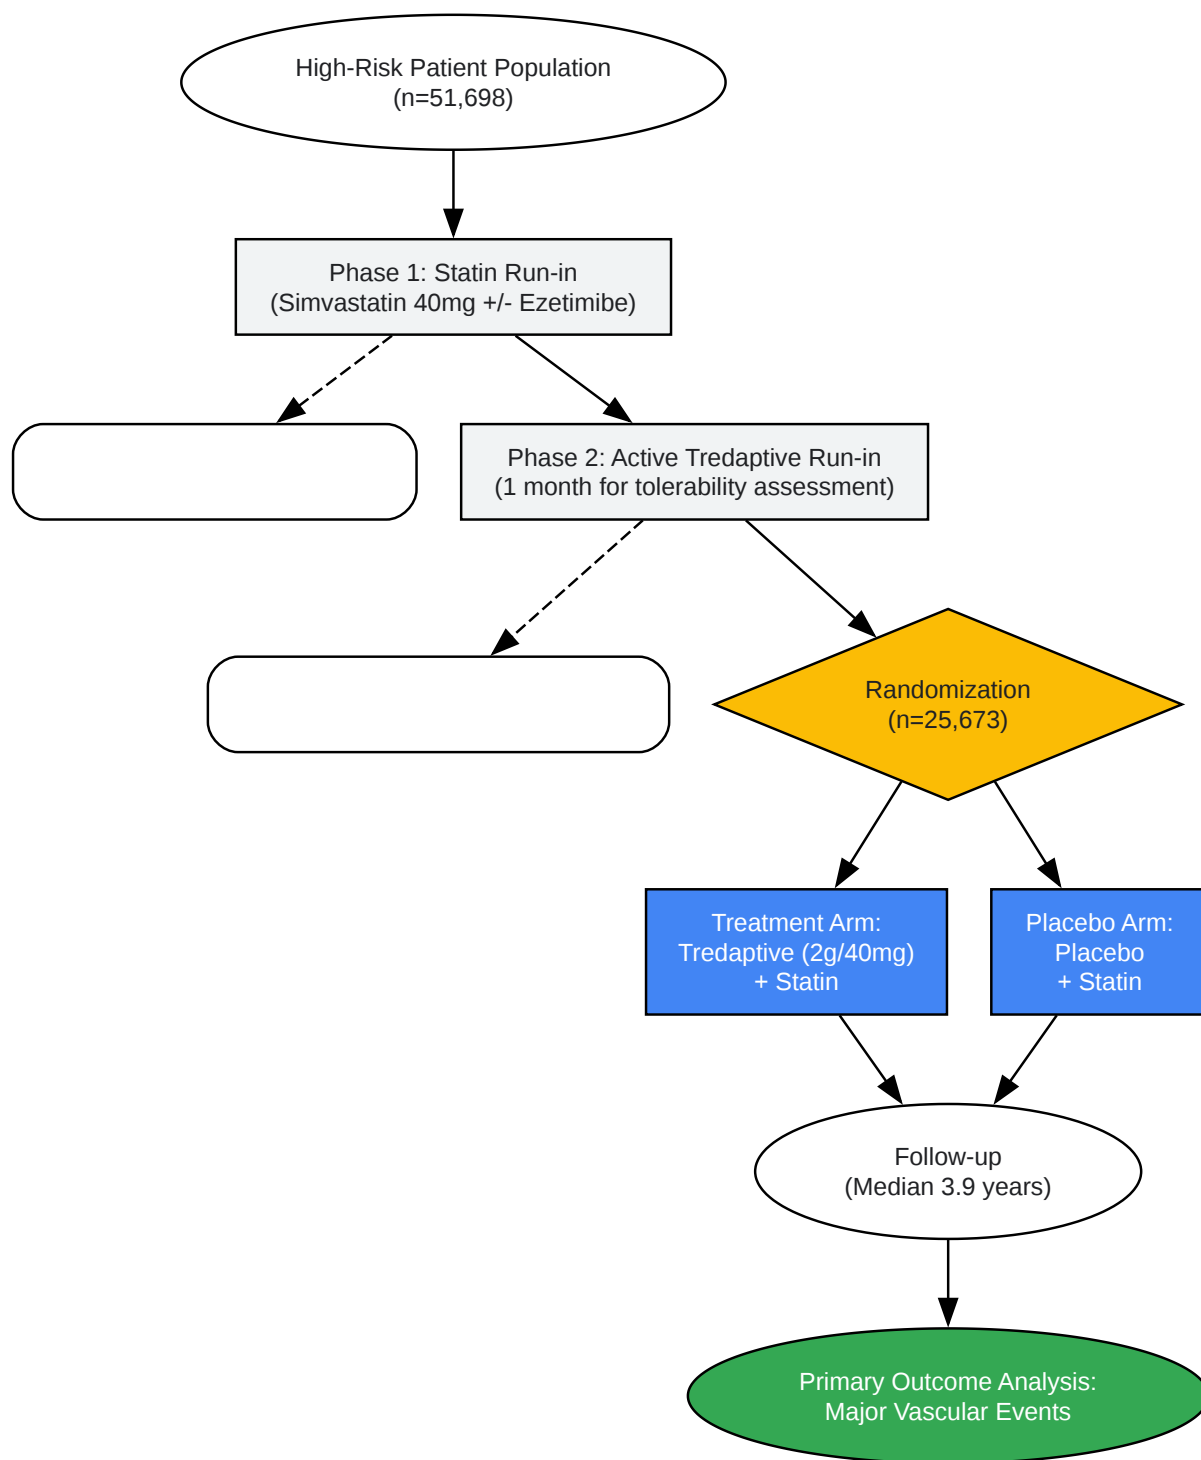 High-Risk Patient Population
(n=51,698)
Phase 1: Statin Run-in
(Simvastatin 40mg +/- Ezetimibe)
Phase 2: Active Tredaptive Run-in
(1 month for tolerability assessment)
Randomization
(n=25,673)
Treatment Arm:
Tredaptive (2g/40mg)
+ Statin
Placebo Arm:
Placebo
+ Statin
Follow-up
(Median 3.9 years)
Primary Outcome Analysis:
Major Vascular Events